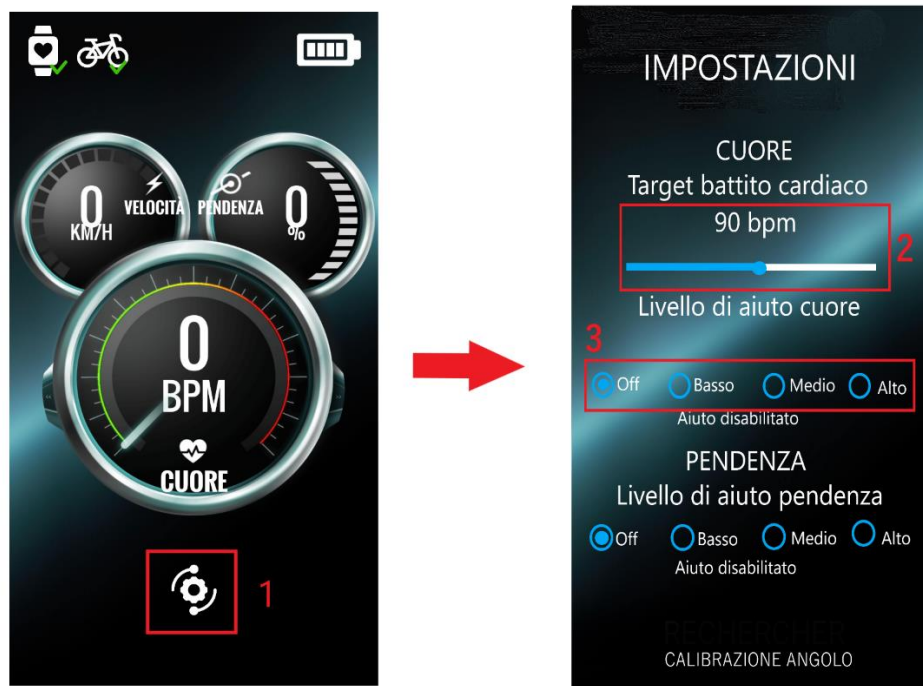 0
KM/H
VELOCITÀ
PENDENZA
0
%
0
BPM
CUORE
1
IMPOSTAZIONI
CUORE
Target battito cardiaco
90 bpm
2
Livello di aiuto cuore
3
Off Basso Medio Alto
Aiuto disabilitato
PENDENZA
Livello di aiuto pendenza
Off Basso Medio Alto
Aiuto disabilitato
RECHERCHER
CALIBRAZIONE ANGOLO